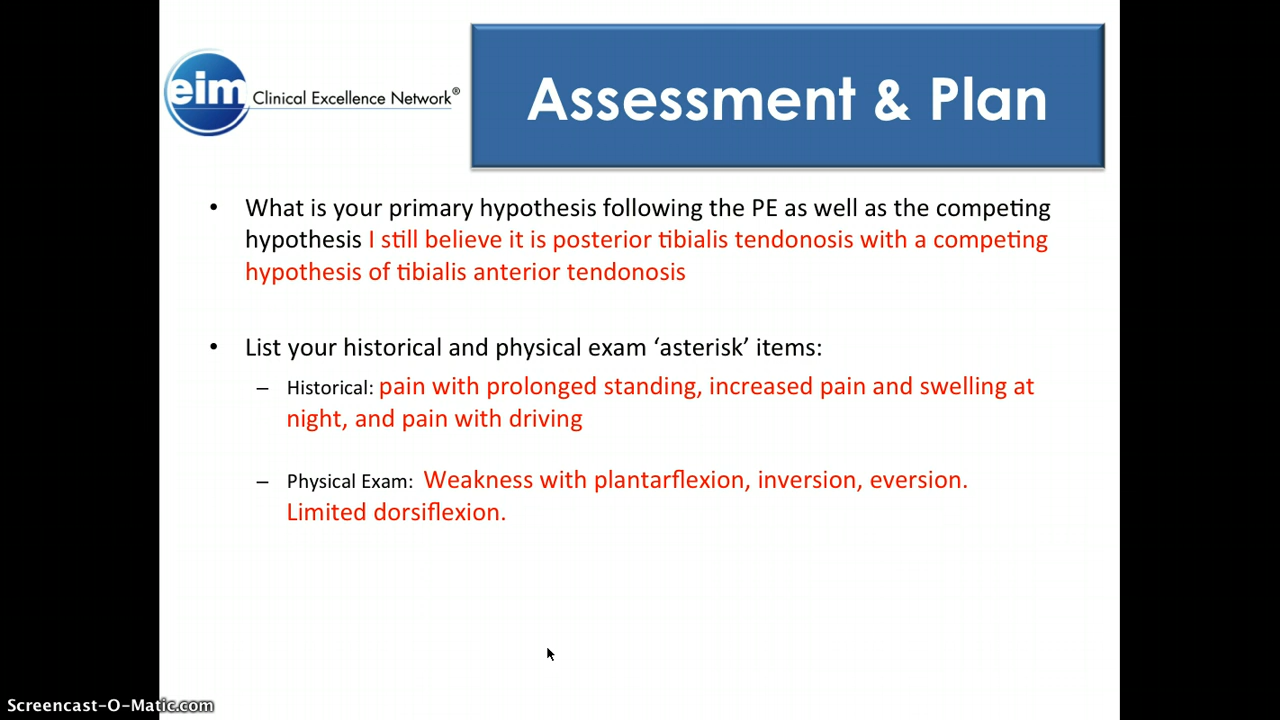 eim Clinical Excellence Network®
Assessment & Plan
• What is your primary hypothesis following the PE as well as the competing
hypothesis I still believe it is posterior tibialis tendonosis with a competing
hypothesis of tibialis anterior tendonosis
• List your historical and physical exam ‘asterisk’ items:
– Historical: pain with prolonged standing, increased pain and swelling at
night, and pain with driving
– Physical Exam: Weakness with plantarflexion, inversion, eversion.
Limited dorsiflexion.
Screencast-O-Matic.com